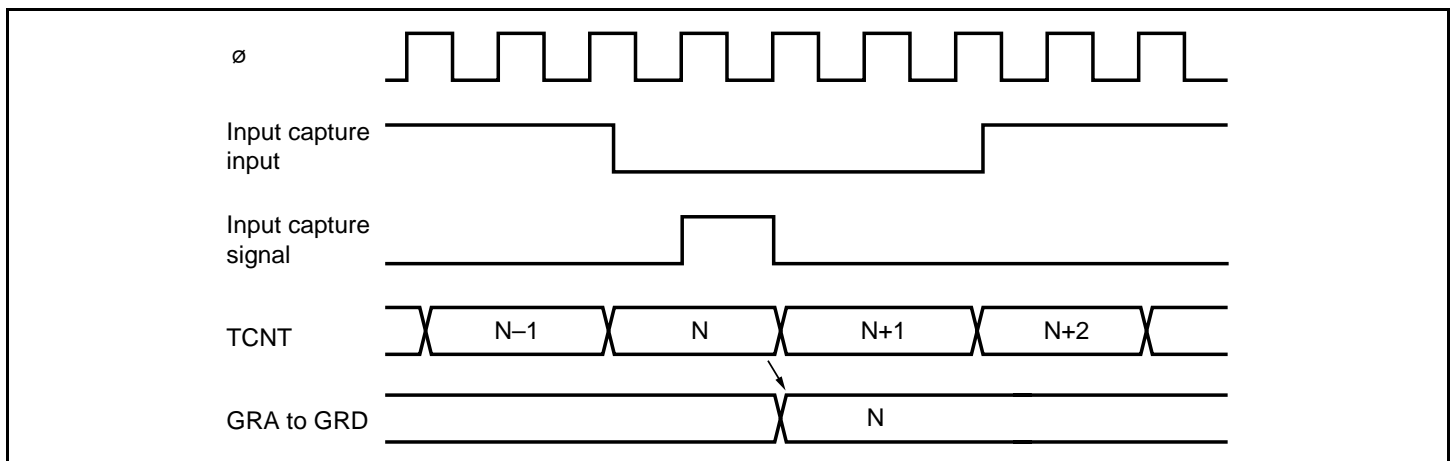 ø
Input capture
input
Input capture
signal
TCNT
N–1
N
N+1
N+2
GRA to GRD
N